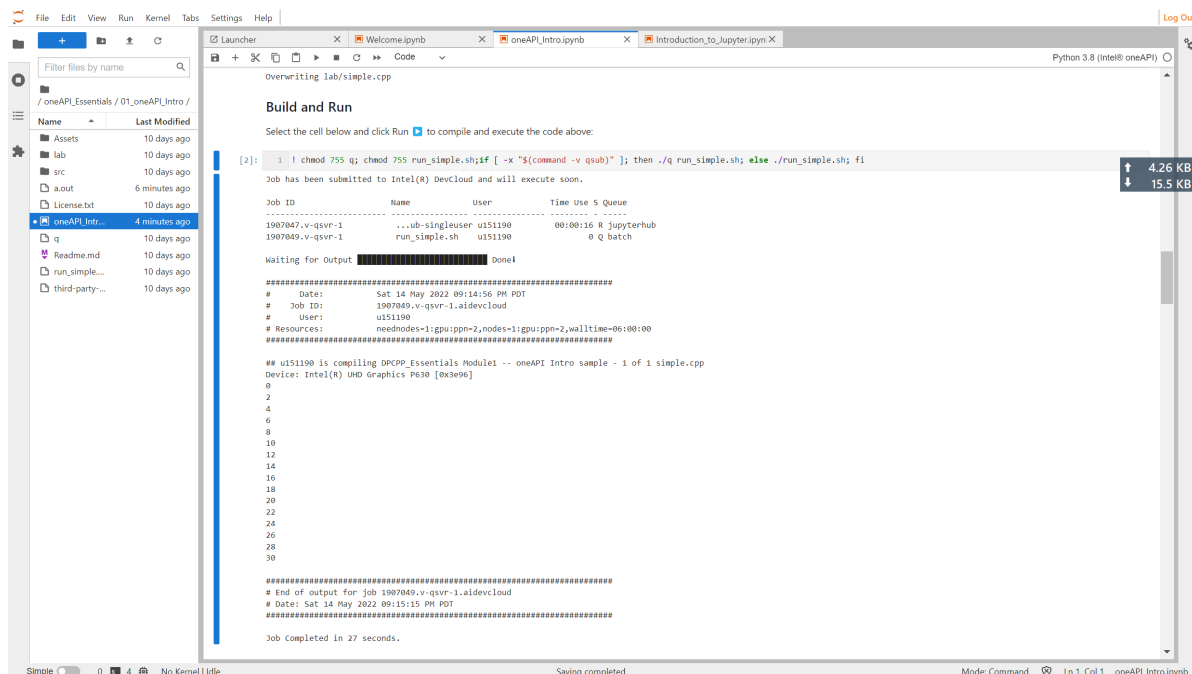 File Edit View Run Kernel Tabs Settings Help
Log Ou
+
Filter files by name
/ oneAPI_Essentials / 01_oneAPI_Intro /
Name Last Modified
Assets 10 days ago
lab 10 days ago
src 10 days ago
a.out 6 minutes ago
License.txt 10 days ago
oneAPI_Intr... 4 minutes ago
q 10 days ago
Readme.md 10 days ago
run_simple.... 10 days ago
third-party-... 10 days ago
Launcher Welcome.ipynb oneAPI_Intro.ipynb Introduction_to_Jupyter.ipyn
Code
Python 3.8 (Intel® oneAPI)
Overwriting lab/simple.cpp
Build and Run
Select the cell below and click Run to compile and execute the code above:
[2]: 1 ! chmod 755 q; chmod 755 run_simple.sh;if [ -x "$(command -v qsub)" ]; then ./q run_simple.sh; else ./run_simple.sh; fi
4.26 KB
15.5 KB
Job has been submitted to Intel(R) DevCloud and will execute soon.
Job ID Name User Time Use S Queue
------------------------- ---------------- --------------- -------- - -----
1907047.v-qsvr-1 ...ub-singleuser u151190 00:00:16 R jupyterhub
1907049.v-qsvr-1 run_simple.sh u151190 0 Q batch
Waiting for Output ███████████████████████████ Done⬇
########################################################################
# Date: Sat 14 May 2022 09:14:56 PM PDT
# Job ID: 1907049.v-qsvr-1.aidevcloud
# User: u151190
# Resources: neednodes=1:gpu:ppn=2,nodes=1:gpu:ppn=2,walltime=06:00:00
########################################################################
## u151190 is compiling DPCPP_Essentials Module1 -- oneAPI Intro sample - 1 of 1 simple.cpp
Device: Intel(R) UHD Graphics P630 [0x3e96]
0
2
4
6
8
10
12
14
16
18
20
22
24
26
28
30
########################################################################
# End of output for job 1907049.v-qsvr-1.aidevcloud
# Date: Sat 14 May 2022 09:15:15 PM PDT
########################################################################
Job Completed in 27 seconds.
Simple 0 4 No Kernel | Idle Saving completed Mode: Command Ln 1, Col 1 oneAPI_Intro.ipynb